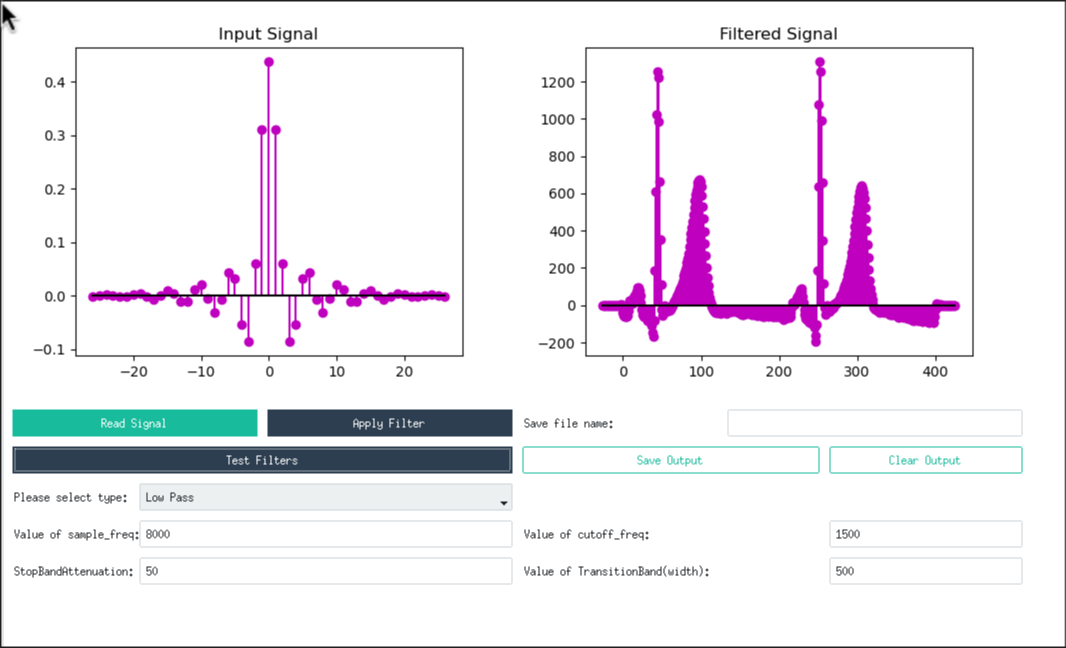 Input Signal
0.4
0.3
0.2
0.1
0.0
−0.1
−20 −10 0 10 20
Filtered Signal
1200
1000
800
600
400
200
0
−200
0 100 200 300 400
Read Signal Apply Filter Save file name:
Test Filters Save Output Clear Output
Please select type: Low Pass
Value of sample_freq: 8000 Value of cutoff_freq: 1500
StopBandAttenuation: 50 Value of TransitionBand(width): 500